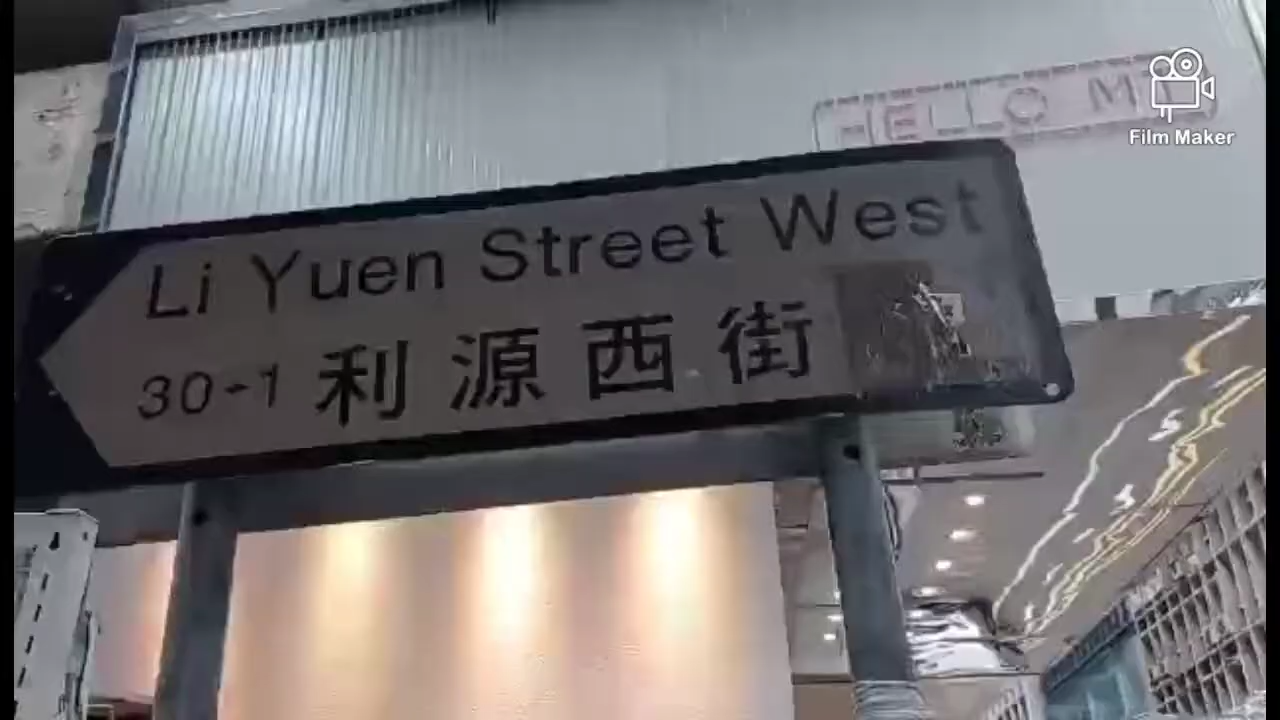 HELLO
Film Maker
Li Yuen Street West
30-1 利源西街